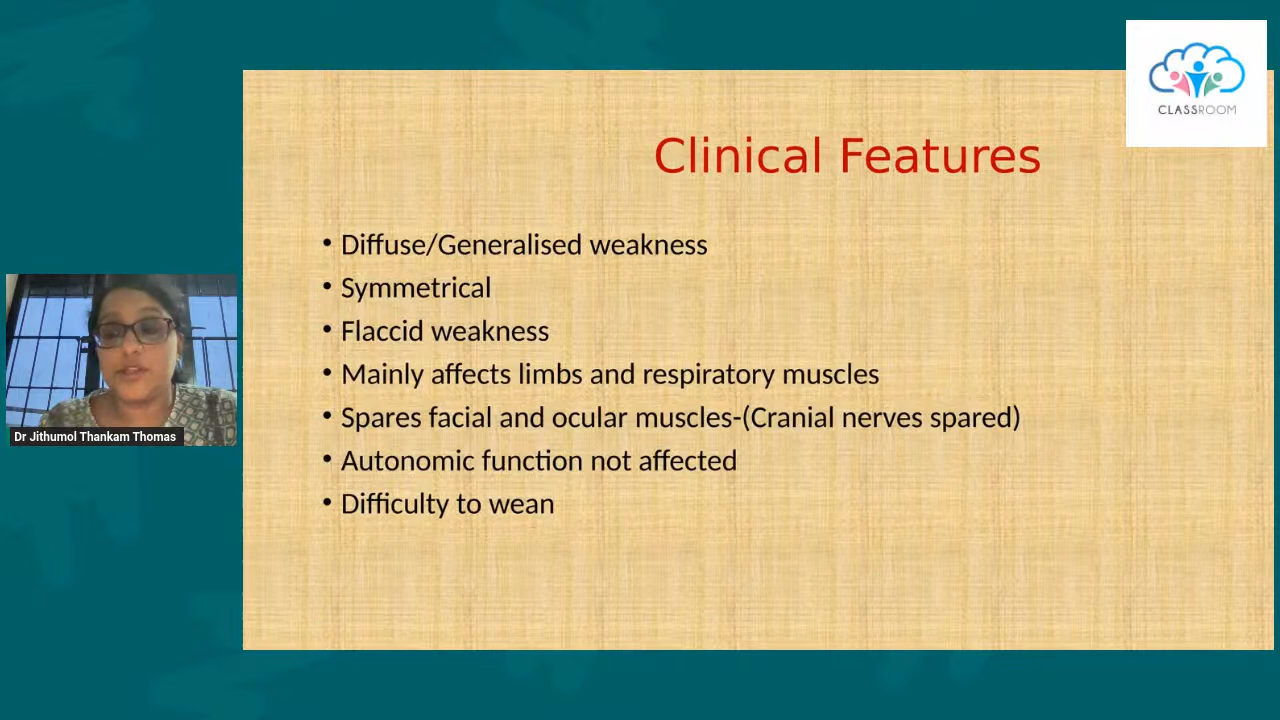 CLASSROOM
Clinical Features
• Diffuse/Generalised weakness
• Symmetrical
• Flaccid weakness
• Mainly affects limbs and respiratory muscles
• Spares facial and ocular muscles-(Cranial nerves spared)
• Autonomic function not affected
• Difficulty to wean
Dr Jithumol Thankam Thomas